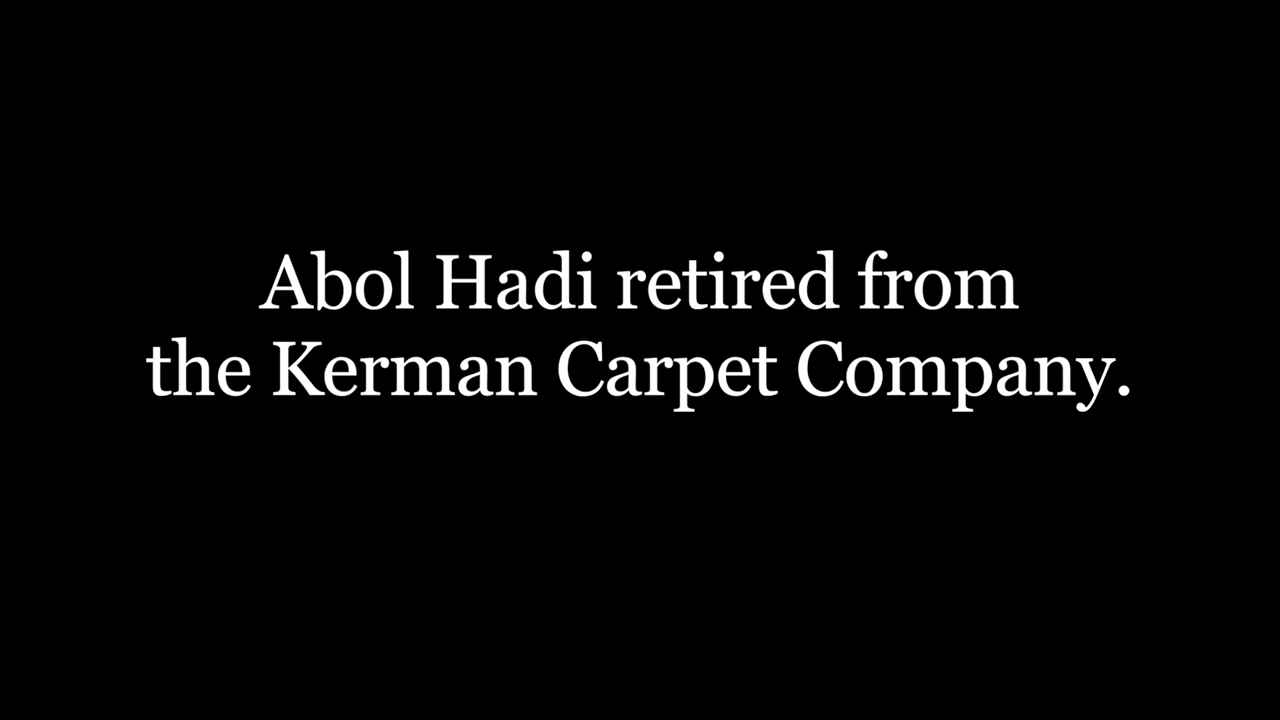 Abol Hadi retired from
the Kerman Carpet Company.